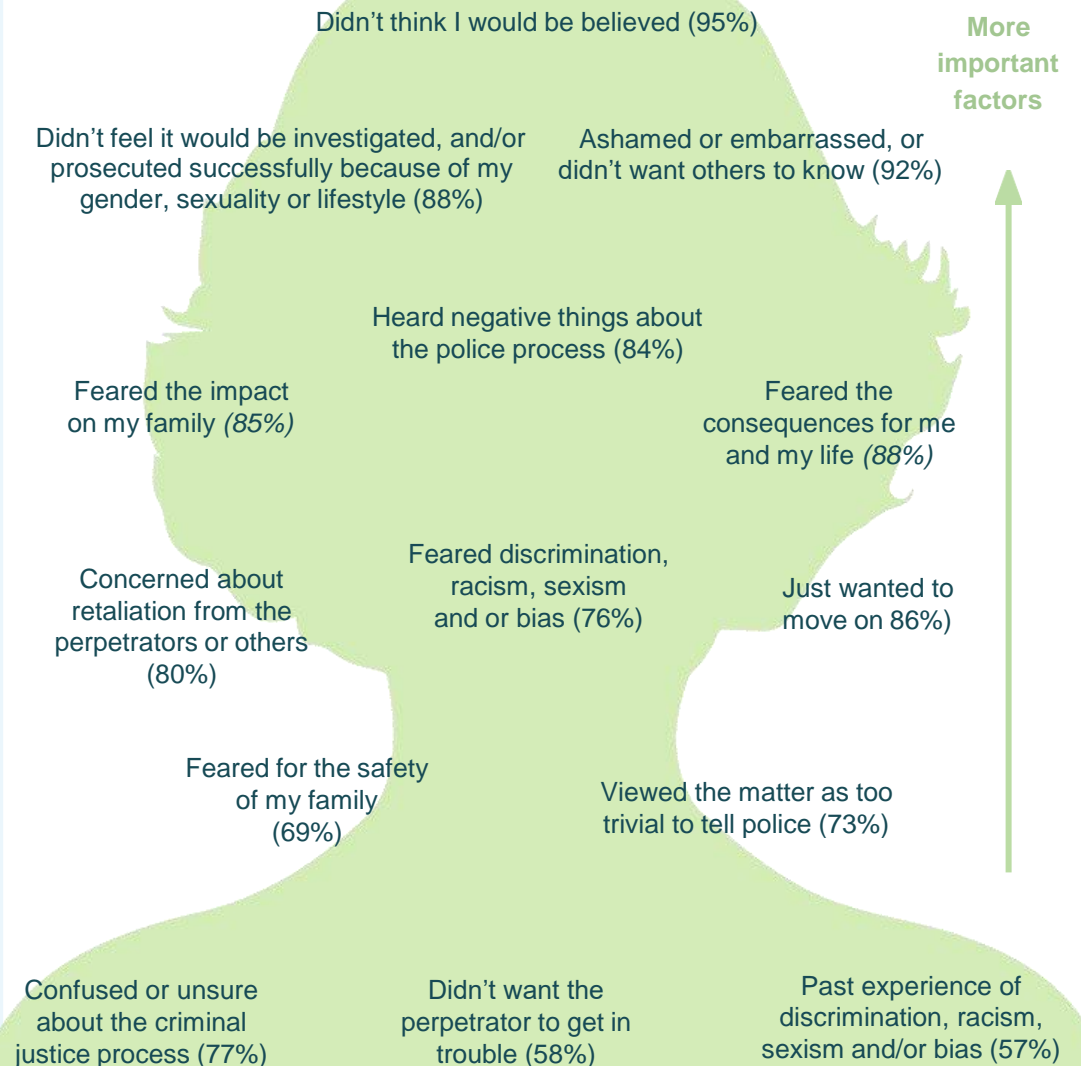 Didn't think I would be believed (95%)
More
important
factors
Didn't feel it would be investigated, and/or
prosecuted successfully because of my
gender, sexuality or lifestyle (88%)
Ashamed or embarrassed, or
didn't want others to know (92%)
Heard negative things about
the police process (84%)
Feared the impact
on my family (85%)
Feared the
consequences for me
and my life (88%)
Feared discrimination,
racism, sexism
and or bias (76%)
Concerned about
retaliation from the
perpetrators or others
(80%)
Just wanted to
move on 86%)
Feared for the safety
of my family
(69%)
Viewed the matter as too
trivial to tell police (73%)
Confused or unsure
about the criminal
justice process (77%)
Didn't want the
perpetrator to get in
trouble (58%)
Past experience of
discrimination, racism,
sexism and/or bias (57%)